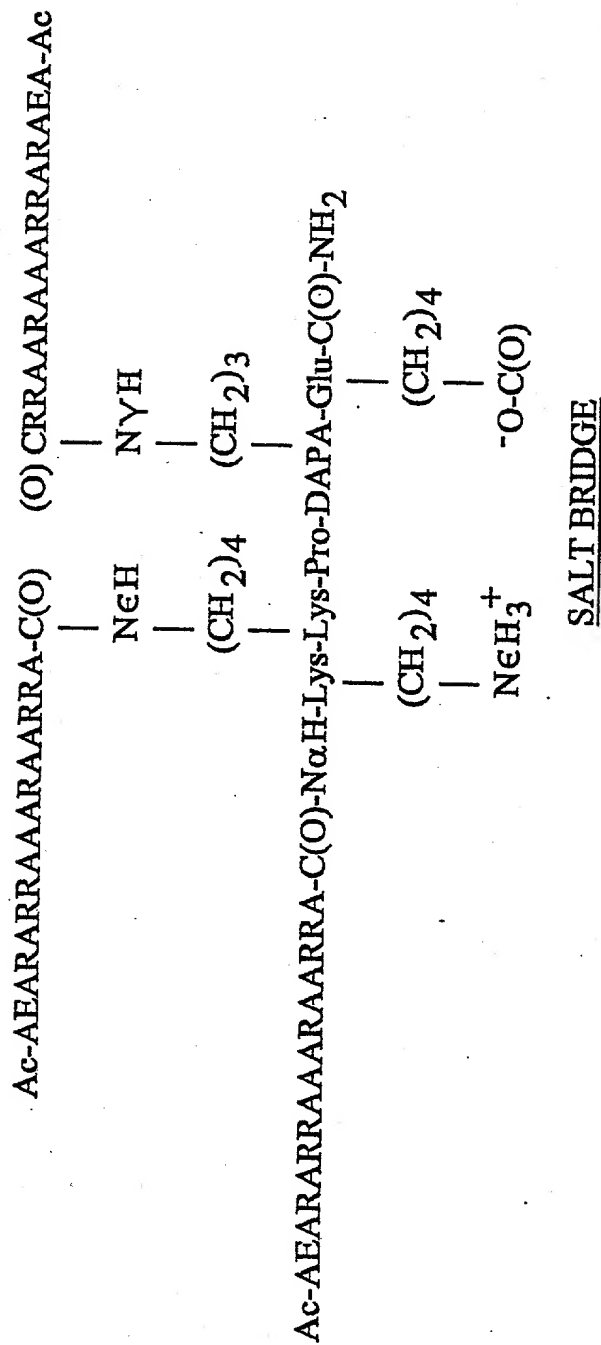 Ac-AEARARRAAARAARRA-C(O) (O) CRRAARAAARRARAEA-Ac
NϵH NγH
(CH₂)₄ (CH₂)₃
Ac-AEARARRAAARAARRA-C(O)-NαH-Lys-Lys-Pro-DAPA-Glu-C(O)-NH₂
(CH₂)₄ (CH₂)₄
NϵH₃⁺ ⁻O-C(O)
SALT BRIDGE